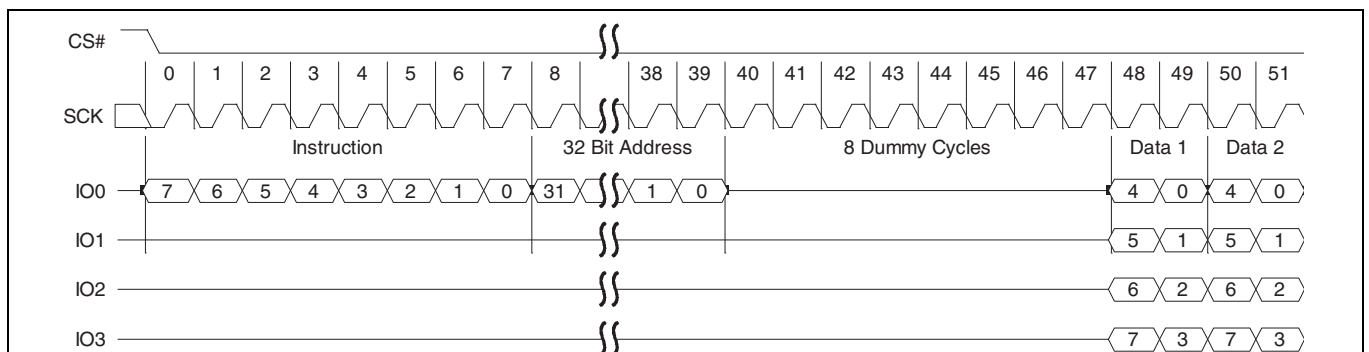 CS#
0 1 2 3 4 5 6 7 8 38 39 40 41 42 43 44 45 46 47 48 49 50 51
SCK
Instruction 32 Bit Address 8 Dummy Cycles Data 1 Data 2
IO0 7 6 5 4 3 2 1 0 31 1 0 4 0 4 0
IO1 5 1 5 1
IO2 6 2 6 2
IO3 7 3 7 3